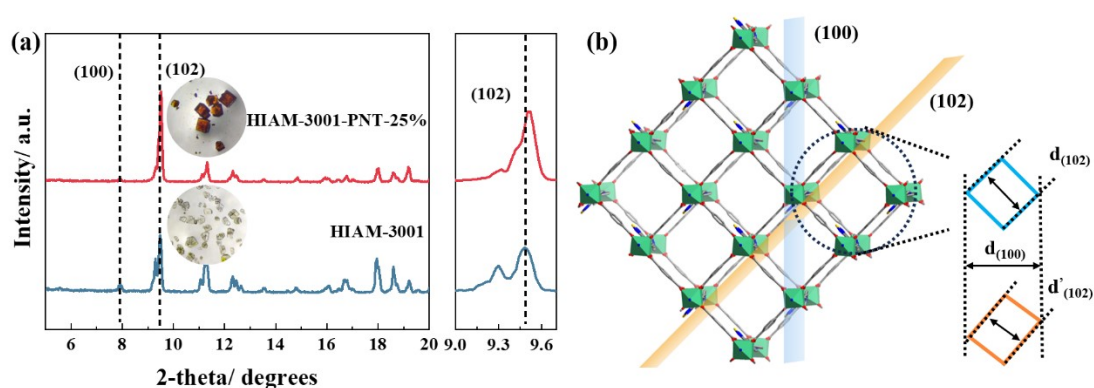 (a)
(100)
(102)
HIAM-3001-PNT-25%
HIAM-3001
Intensity/ a.u.
6 8 10 12 14 16 18 20
2-theta/ degrees
(102)
9.0 9.3 9.6
(b)
(100)
(102)
d(102)
d(100)
d'(102)